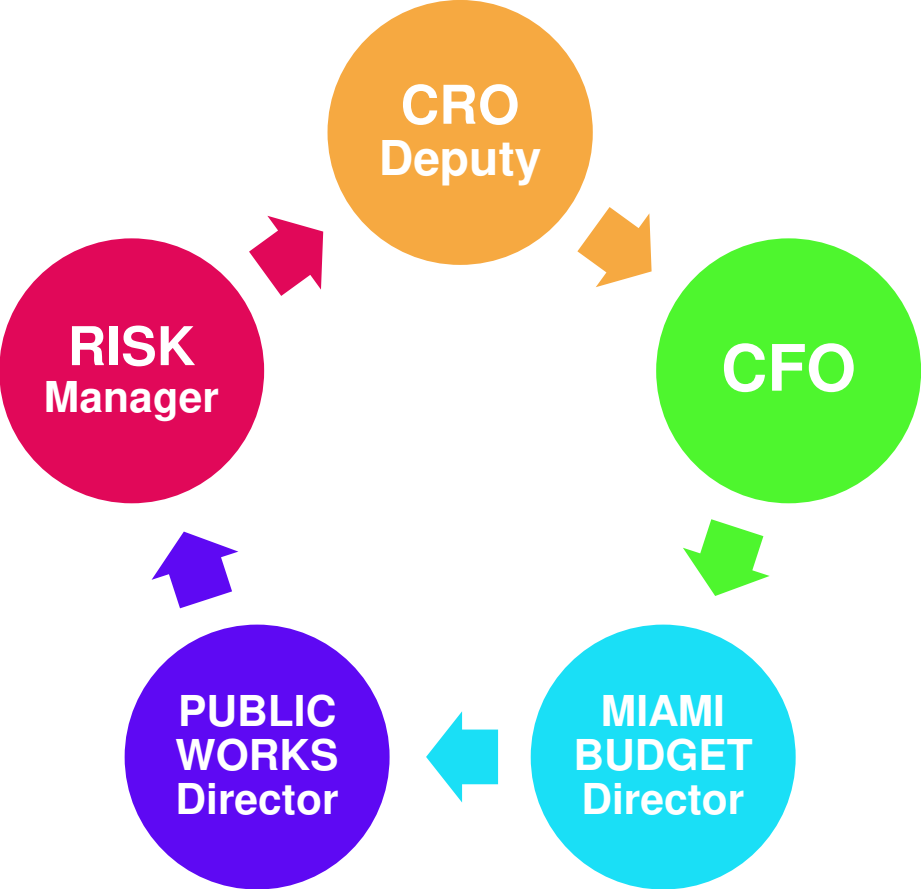 CRO
Deputy
CFO
RISK
Manager
MIAMI
BUDGET
Director
PUBLIC
WORKS
Director